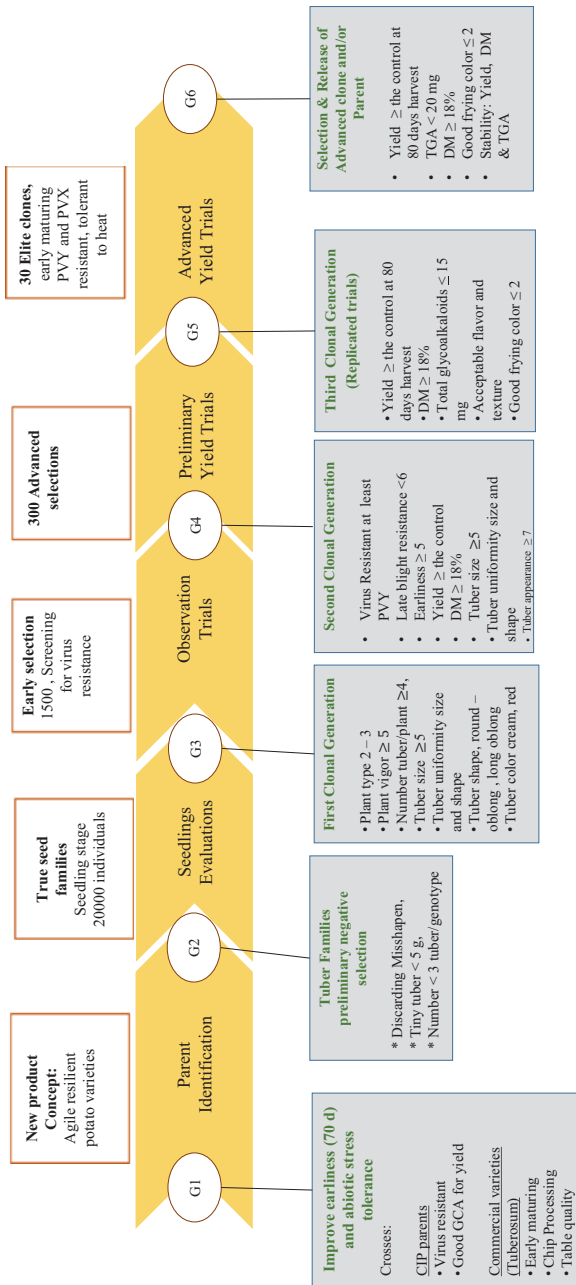 New product
Concept:
Agile resilient
potato varieties
True seed
families
Seedling stage
20000 individuals
Early selection
1500 , Screening
for virus
resistance
300 Advanced
selections
30 Elite clones,
early maturing
PVY and PVX
resistant, tolerant
to heat
G1
Parent
Identification
G2
Seedlings
Evaluations
G3
Observation
Trials
G4
Preliminary
Yield Trials
G5
Advanced
Yield Trials
G6
Improve earliness (70 d)
and abiotic stress
tolerance
Crosses:
CIP parents
• Virus resistant
• Good GCA for yield
Commercial varieties
(Tuberosum)
• Early maturing
• Chip Processing
• Table quality
Tuber Families
preliminary negative
selection
* Discarding Misshapen,
* Tiny tuber < 5 g,
* Number < 3 tuber/genotype
First Clonal Generation
• Plant type 2 – 3
• Plant vigor ≥ 5
• Number tuber/plant ≥4,
• Tuber size ≥5
• Tuber uniformity size
and shape
• Tuber shape, round –
oblong , long oblong
• Tuber color cream, red
Second Clonal Generation
• Virus Resistant at least
PVY
• Late blight resistance <6
• Earliness ≥ 5
• Yield ≥ the control
• DM ≥ 18%
• Tuber size ≥5
• Tuber uniformity size and
shape
• Tuber appearance ≥ 7
Third Clonal Generation
(Replicated trials)
• Yield ≥ the control at 80
days harvest
• DM ≥ 18%
• Total glycoalkaloids ≤ 15
mg
• Acceptable flavor and
texture
• Good frying color ≤ 2
Selection & Release of
Advanced clone and/or
Parent
• Yield ≥ the control at
80 days harvest
• TGA < 20 mg
• DM ≥ 18%
• Good frying color ≤ 2
• Stability: Yield, DM
& TGA